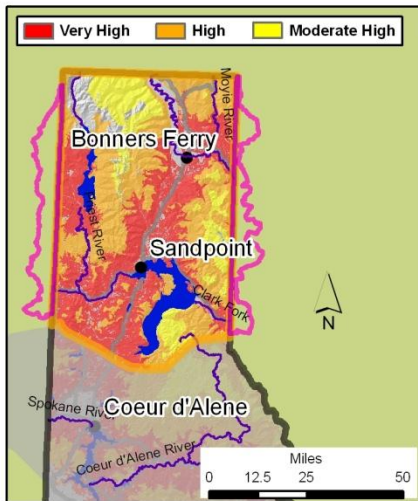 Very High High Moderate High
Moyie River
Bonners Ferry
Priest River
Sandpoint
Clark Fork
N
Spokane River
Coeur d'Alene
Coeur d'Alene River
Miles
0 12.5 25 50